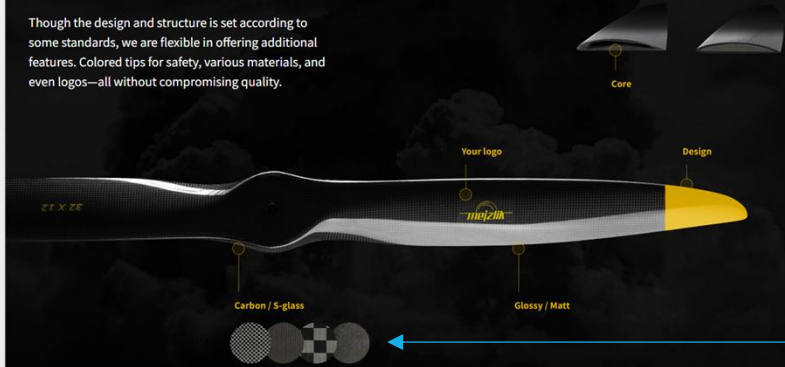 Though the design and structure is set according to
some standards, we are flexible in offering additional
features. Colored tips for safety, various materials, and
even logos—all without compromising quality.
Core
Your logo
Design
32 X 12
mejzlik
Carbon / S-glass
Glossy / Matt